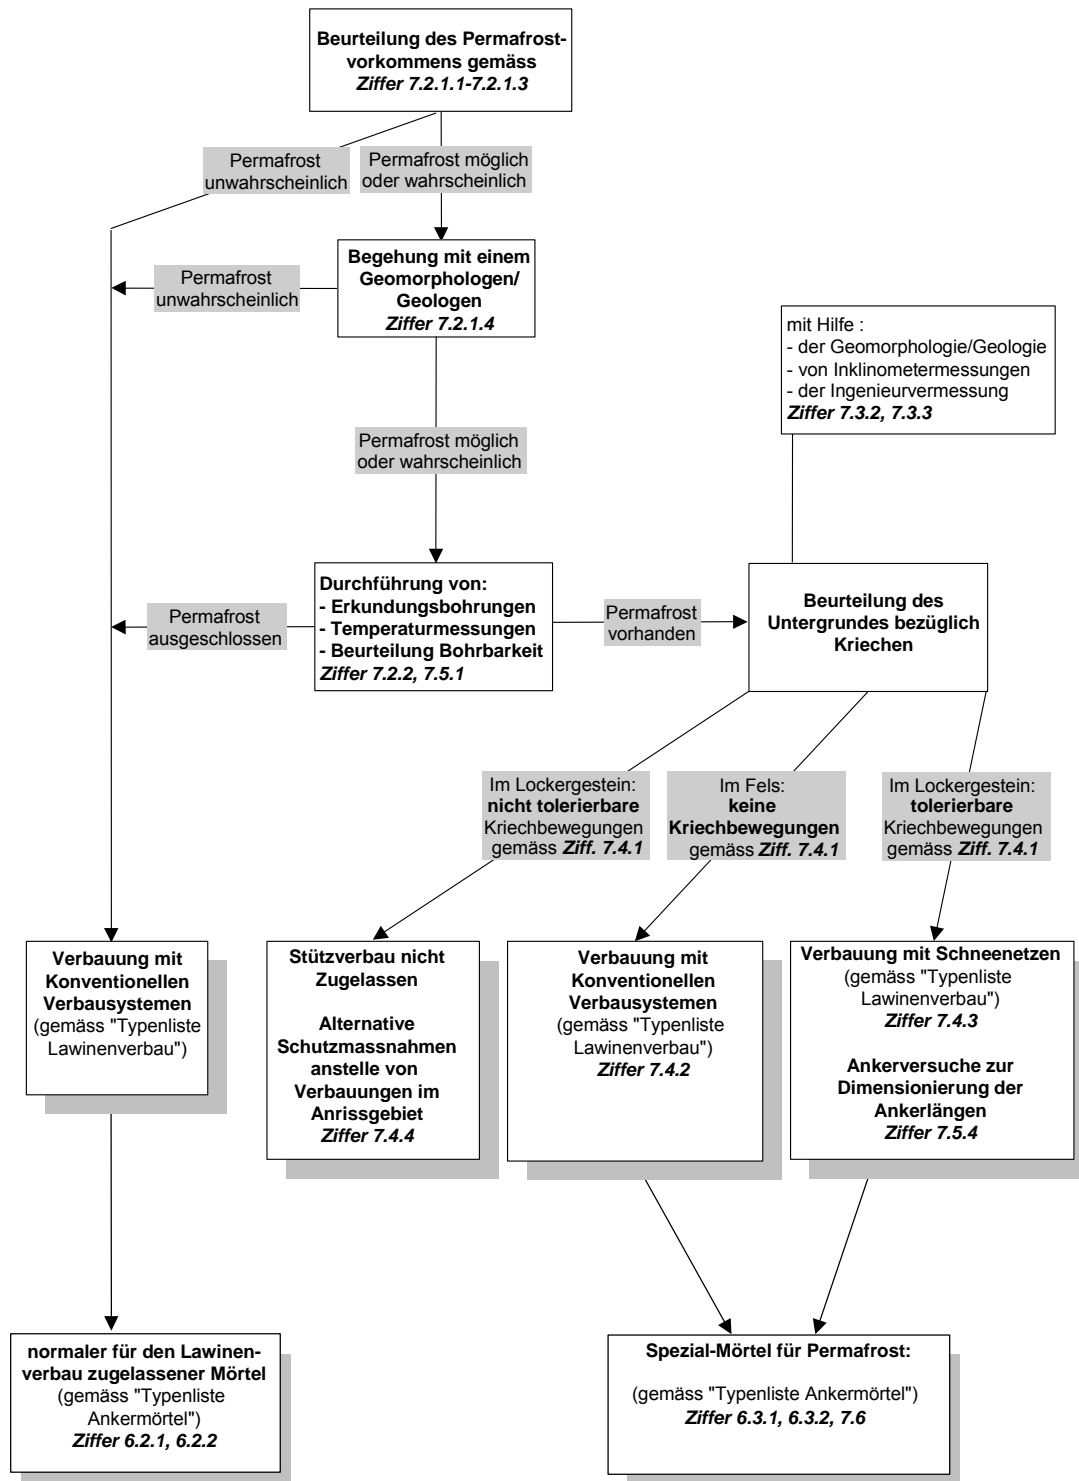 Beurteilung des Permafrost-
vorkommens gemäss
Ziffer 7.2.1.1-7.2.1.3
Permafrost
unwahrscheinlich
Permafrost möglich
oder wahrscheinlich
Begehung mit einem
Geomorphologen/
Geologen
Ziffer 7.2.1.4
Permafrost
unwahrscheinlich
mit Hilfe :
- der Geomorphologie/Geologie
- von Inklinometermessungen
- der Ingenieurvermessung
Ziffer 7.3.2, 7.3.3
Permafrost möglich
oder wahrscheinlich
Durchführung von:
- Erkundungsbohrungen
- Temperaturmessungen
- Beurteilung Bohrbarkeit
Ziffer 7.2.2, 7.5.1
Permafrost
ausgeschlossen
Permafrost
vorhanden
Beurteilung des
Untergrundes bezüglich
Kriechen
Im Lockergestein:
nicht tolerierbare
Kriechbewegungen
gemäss Ziff. 7.4.1
Im Fels:
keine
Kriechbewegungen
gemäss Ziff. 7.4.1
Im Lockergestein:
tolerierbare
Kriechbewegungen
gemäss Ziff. 7.4.1
Verbauung mit
Konventionellen
Verbausystemen
(gemäss "Typenliste
Lawinenverbau")
Stützverbau nicht
Zugelassen
Alternative
Schutzmassnahmen
anstelle von
Verbauungen im
Anrissgebiet
Ziffer 7.4.4
Verbauung mit
Konventionellen
Verbausystemen
(gemäss "Typenliste
Lawinenverbau")
Ziffer 7.4.2
Verbauung mit Schneenetzen
(gemäss "Typenliste
Lawinenverbau")
Ziffer 7.4.3
Ankerversuche zur
Dimensionierung der
Ankerlängen
Ziffer 7.5.4
normaler für den Lawinen-
verbau zugelassener Mörtel
(gemäss "Typenliste
Ankermörtel")
Ziffer 6.2.1, 6.2.2
Spezial-Mörtel für Permafrost:
(gemäss "Typenliste Ankermörtel")
Ziffer 6.3.1, 6.3.2, 7.6